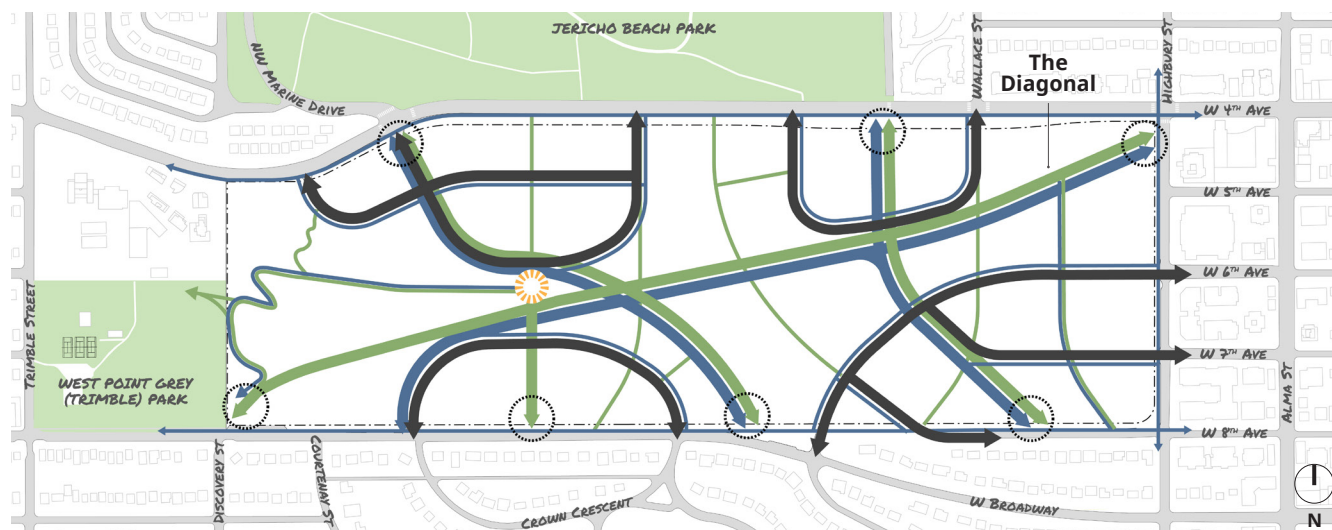 JERICHO BEACH PARK
NW MARINE DRIVE
WALLACE ST
HIGHBURY ST
The
Diagonal
W 4TH AVE
W 5TH AVE
W 6TH AVE
W 7TH AVE
W 8TH AVE
ALMA ST
TRIMBLE STREET
WEST POINT GREY
(TRIMBLE) PARK
DISCOVERY ST
COURTENAY ST
CROWN CRESCENT
W BROADWAY
N